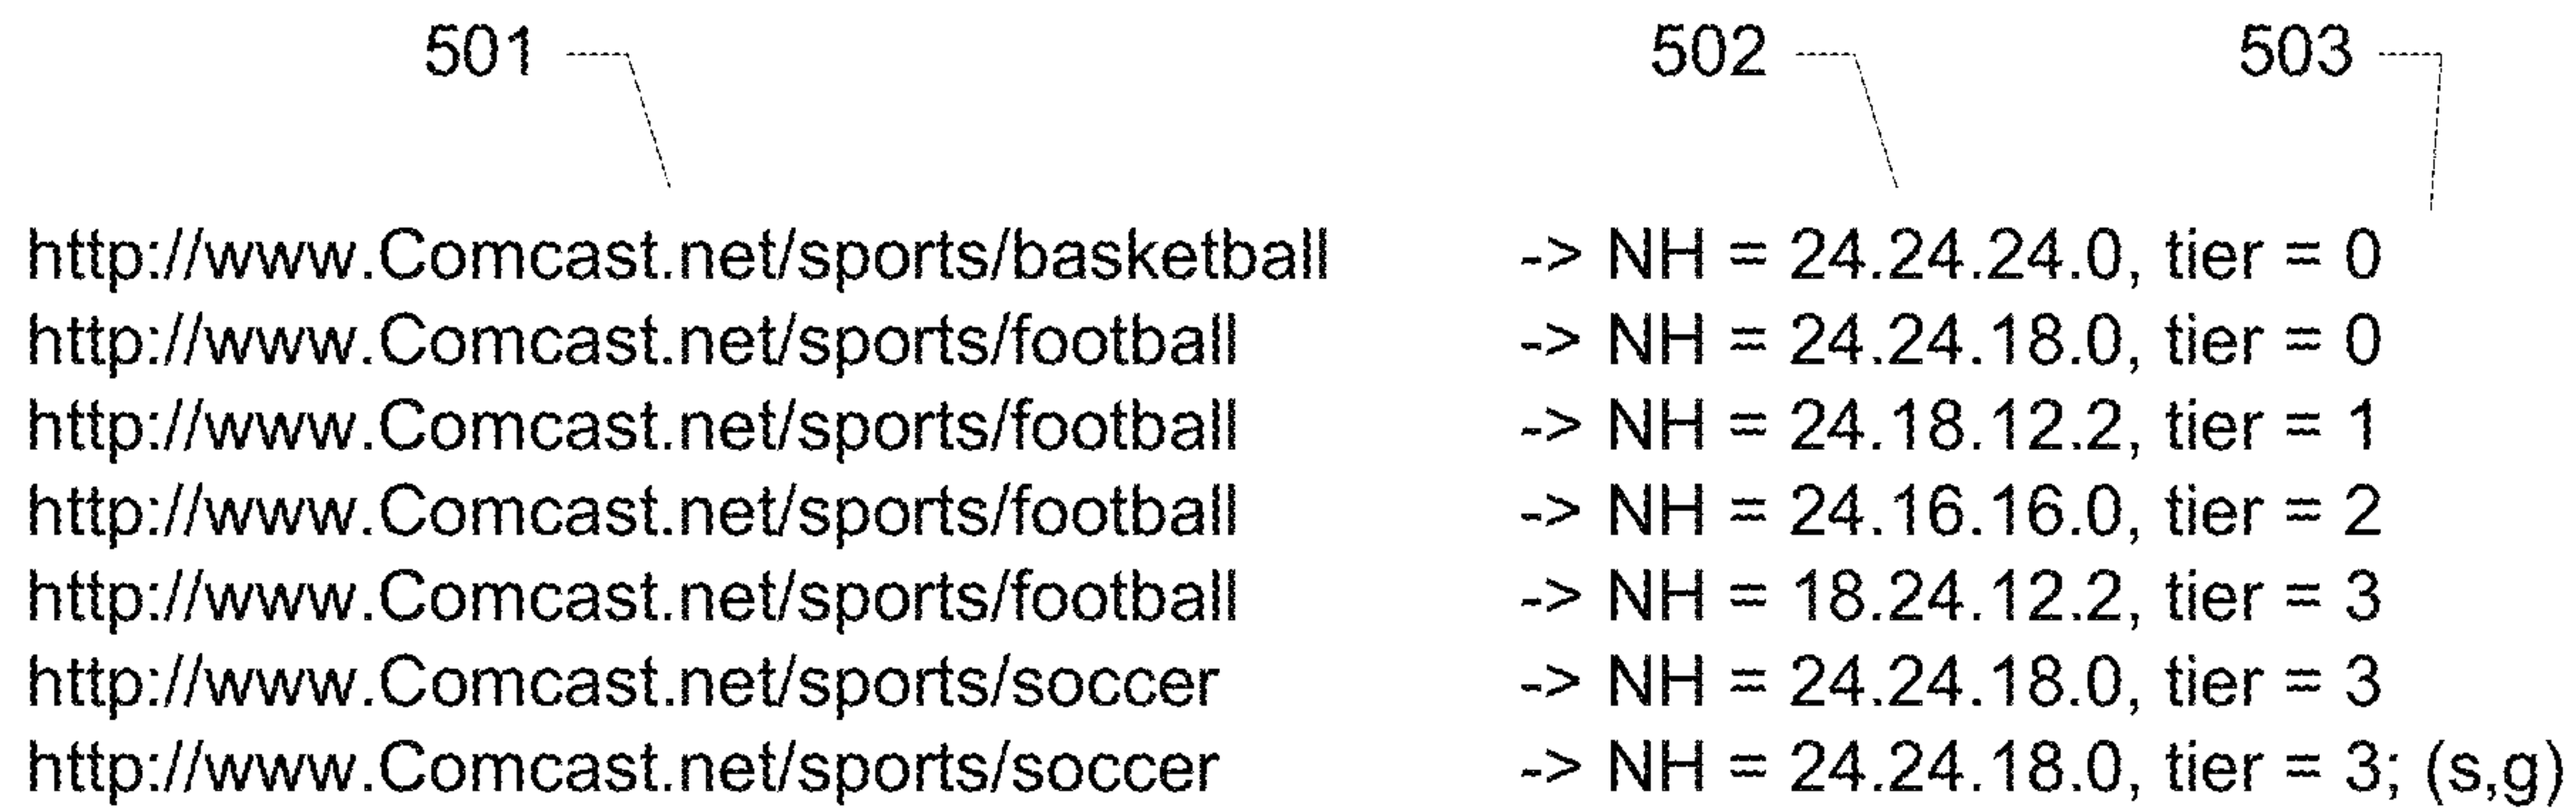 501 502 503
http://www.Comcast.net/sports/basketball -> NH = 24.24.24.0, tier = 0
http://www.Comcast.net/sports/football -> NH = 24.24.18.0, tier = 0
http://www.Comcast.net/sports/football -> NH = 24.18.12.2, tier = 1
http://www.Comcast.net/sports/football -> NH = 24.16.16.0, tier = 2
http://www.Comcast.net/sports/football -> NH = 18.24.12.2, tier = 3
http://www.Comcast.net/sports/soccer -> NH = 24.24.18.0, tier = 3
http://www.Comcast.net/sports/soccer -> NH = 24.24.18.0, tier = 3; (s,g)